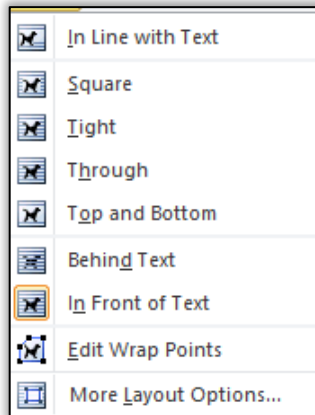 In Line with Text
Square
Tight
Through
Top and Bottom
Behind Text
In Front of Text
Edit Wrap Points
More Layout Options...